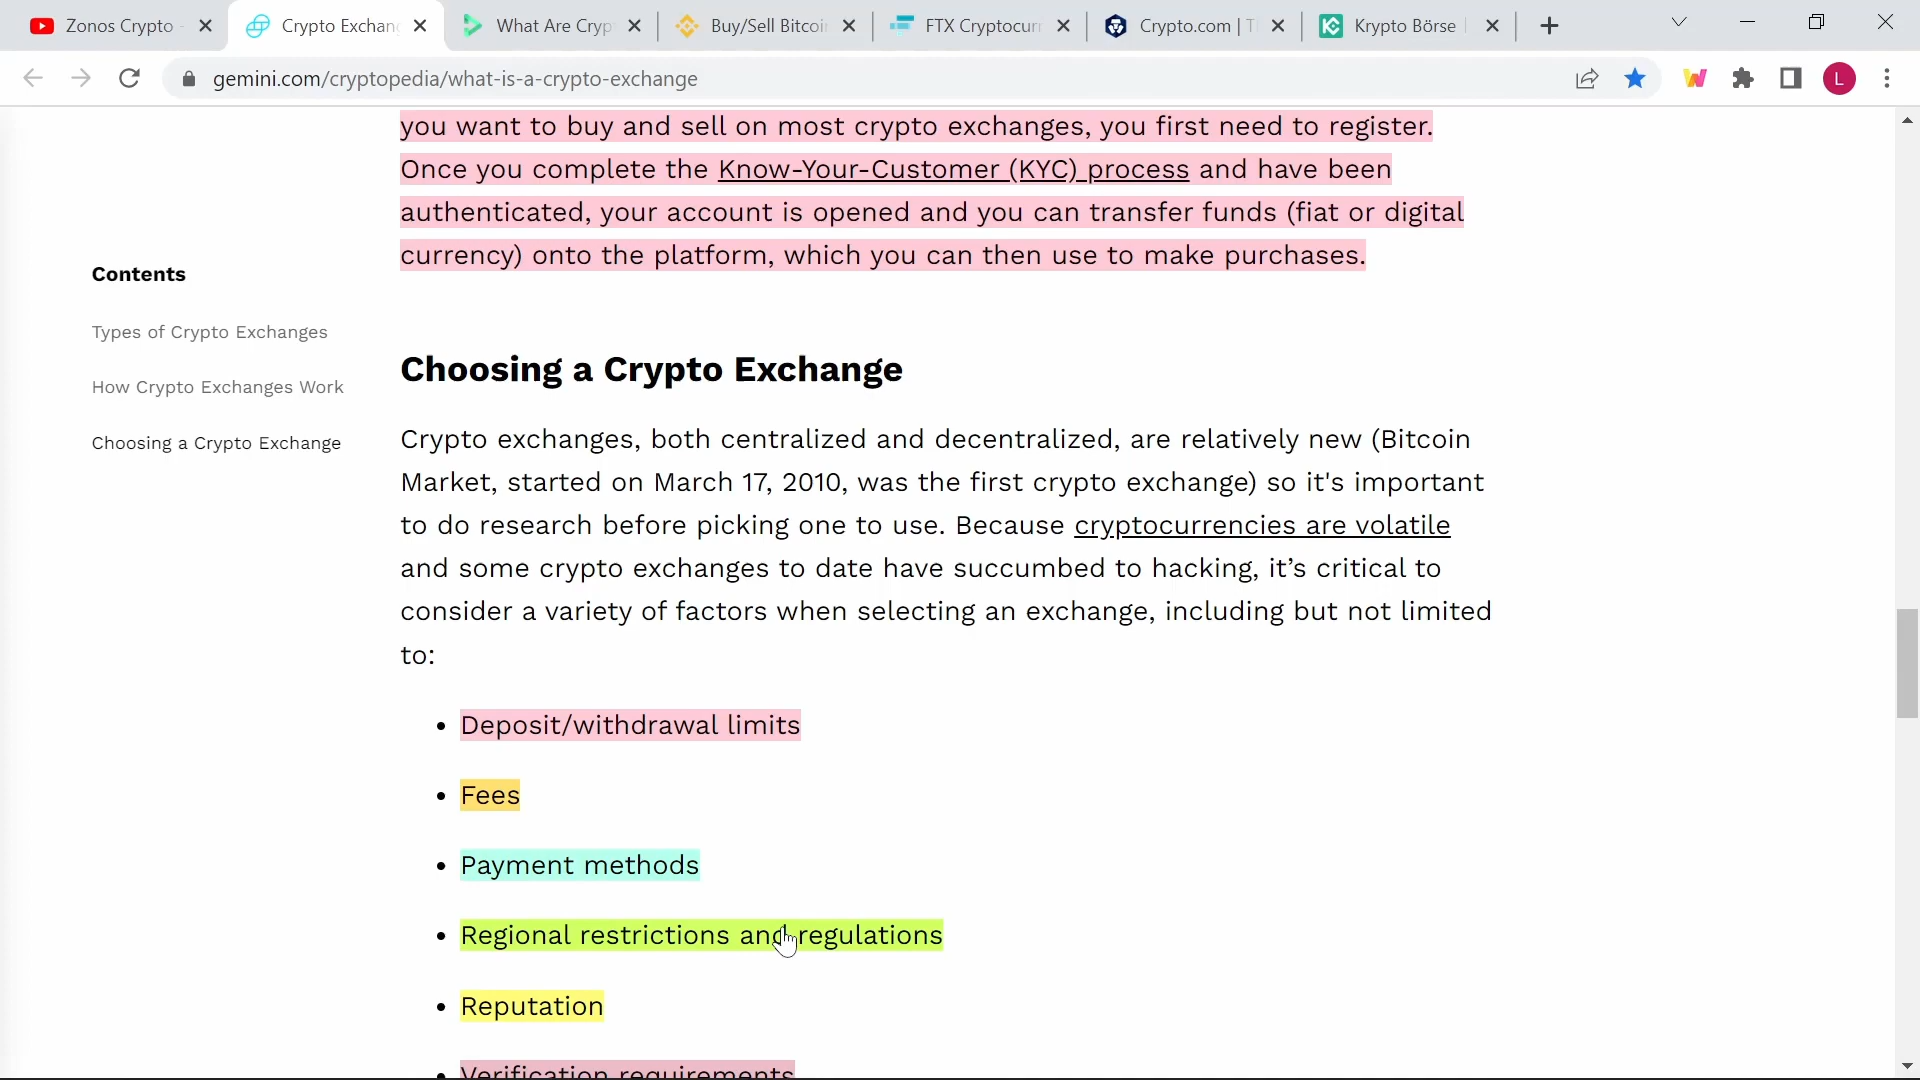 Zonos Crypto -
Crypto Exchang
What Are Cryp
Buy/Sell Bitcoin
FTX Cryptocurr
Crypto.com | T
Krypto Börse |
gemini.com/cryptopedia/what-is-a-crypto-exchange
L
you want to buy and sell on most crypto exchanges, you first need to register.
Once you complete the Know-Your-Customer (KYC) process and have been
authenticated, your account is opened and you can transfer funds (fiat or digital
currency) onto the platform, which you can then use to make purchases.
Contents
Types of Crypto Exchanges
How Crypto Exchanges Work
Choosing a Crypto Exchange
Choosing a Crypto Exchange
Crypto exchanges, both centralized and decentralized, are relatively new (Bitcoin
Market, started on March 17, 2010, was the first crypto exchange) so it's important
to do research before picking one to use. Because cryptocurrencies are volatile
and some crypto exchanges to date have succumbed to hacking, it’s critical to
consider a variety of factors when selecting an exchange, including but not limited
to:
• Deposit/withdrawal limits
• Fees
• Payment methods
• Regional restrictions and regulations
• Reputation
• Verification requirements